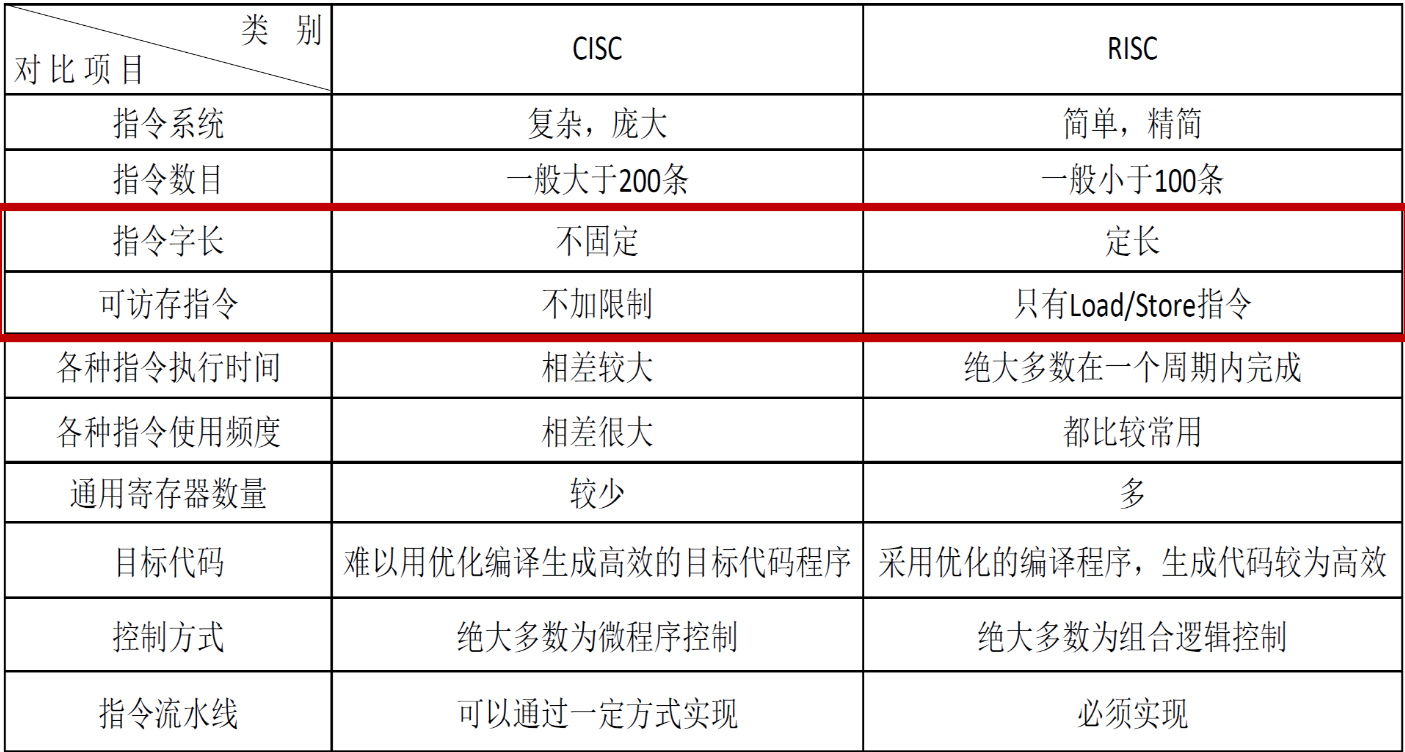 类 别
对比项目
CISC
RISC
指令系统
复杂，庞大
简单，精简
指令数目
一般大于200条
一般小于100条
指令字长
不固定
定长
可访存指令
不加限制
只有Load/Store指令
各种指令执行时间
相差较大
绝大多数在一个周期内完成
各种指令使用频度
相差很大
都比较常用
通用寄存器数量
较少
多
目标代码
难以用优化编译生成高效的目标代码程序
采用优化的编译程序，生成代码较为高效
控制方式
绝大多数为微程序控制
绝大多数为组合逻辑控制
指令流水线
可以通过一定方式实现
必须实现